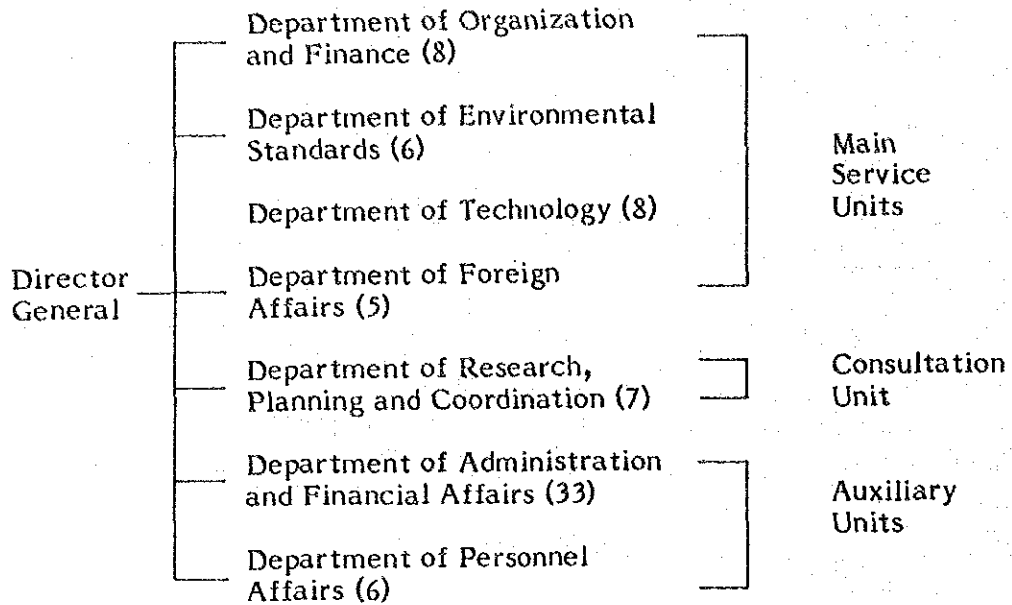 Department of Organization
and Finance (8)
Department of Environmental
Standards (6)
Main
Service
Units
Department of Technology (8)
Director
General
Department of Foreign
Affairs (5)
Department of Research,
Planning and Coordination (7)
Consultation
Unit
Department of Administration
and Financial Affairs (33)
Auxiliary
Units
Department of Personnel
Affairs (6)